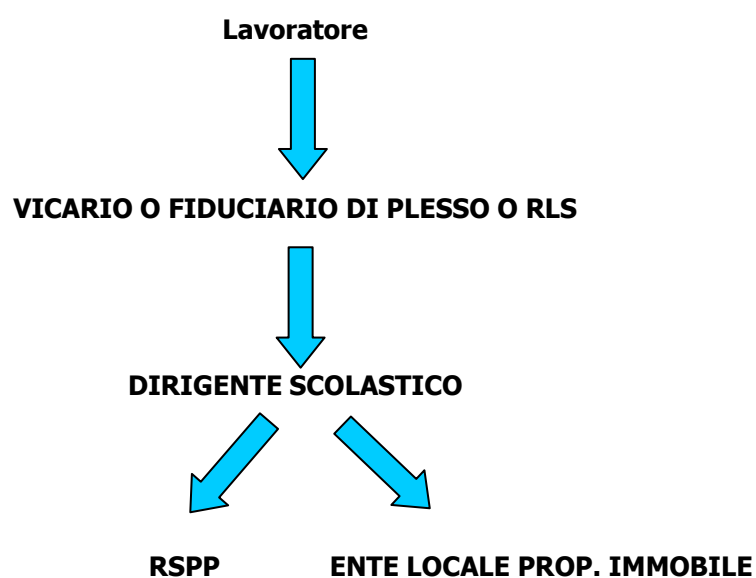 Lavoratore
VICARIO O FIDUCIARIO DI PLESSO O RLS
DIRIGENTE SCOLASTICO
RSPP ENTE LOCALE PROP. IMMOBILE